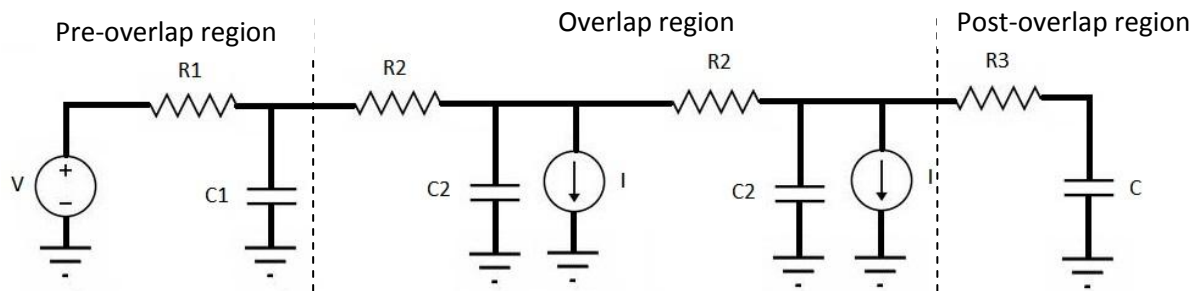 Pre-overlap region
Overlap region
Post-overlap region
R1
R2
R2
R3
V
+
−
C1
C2
I
C2
I
C